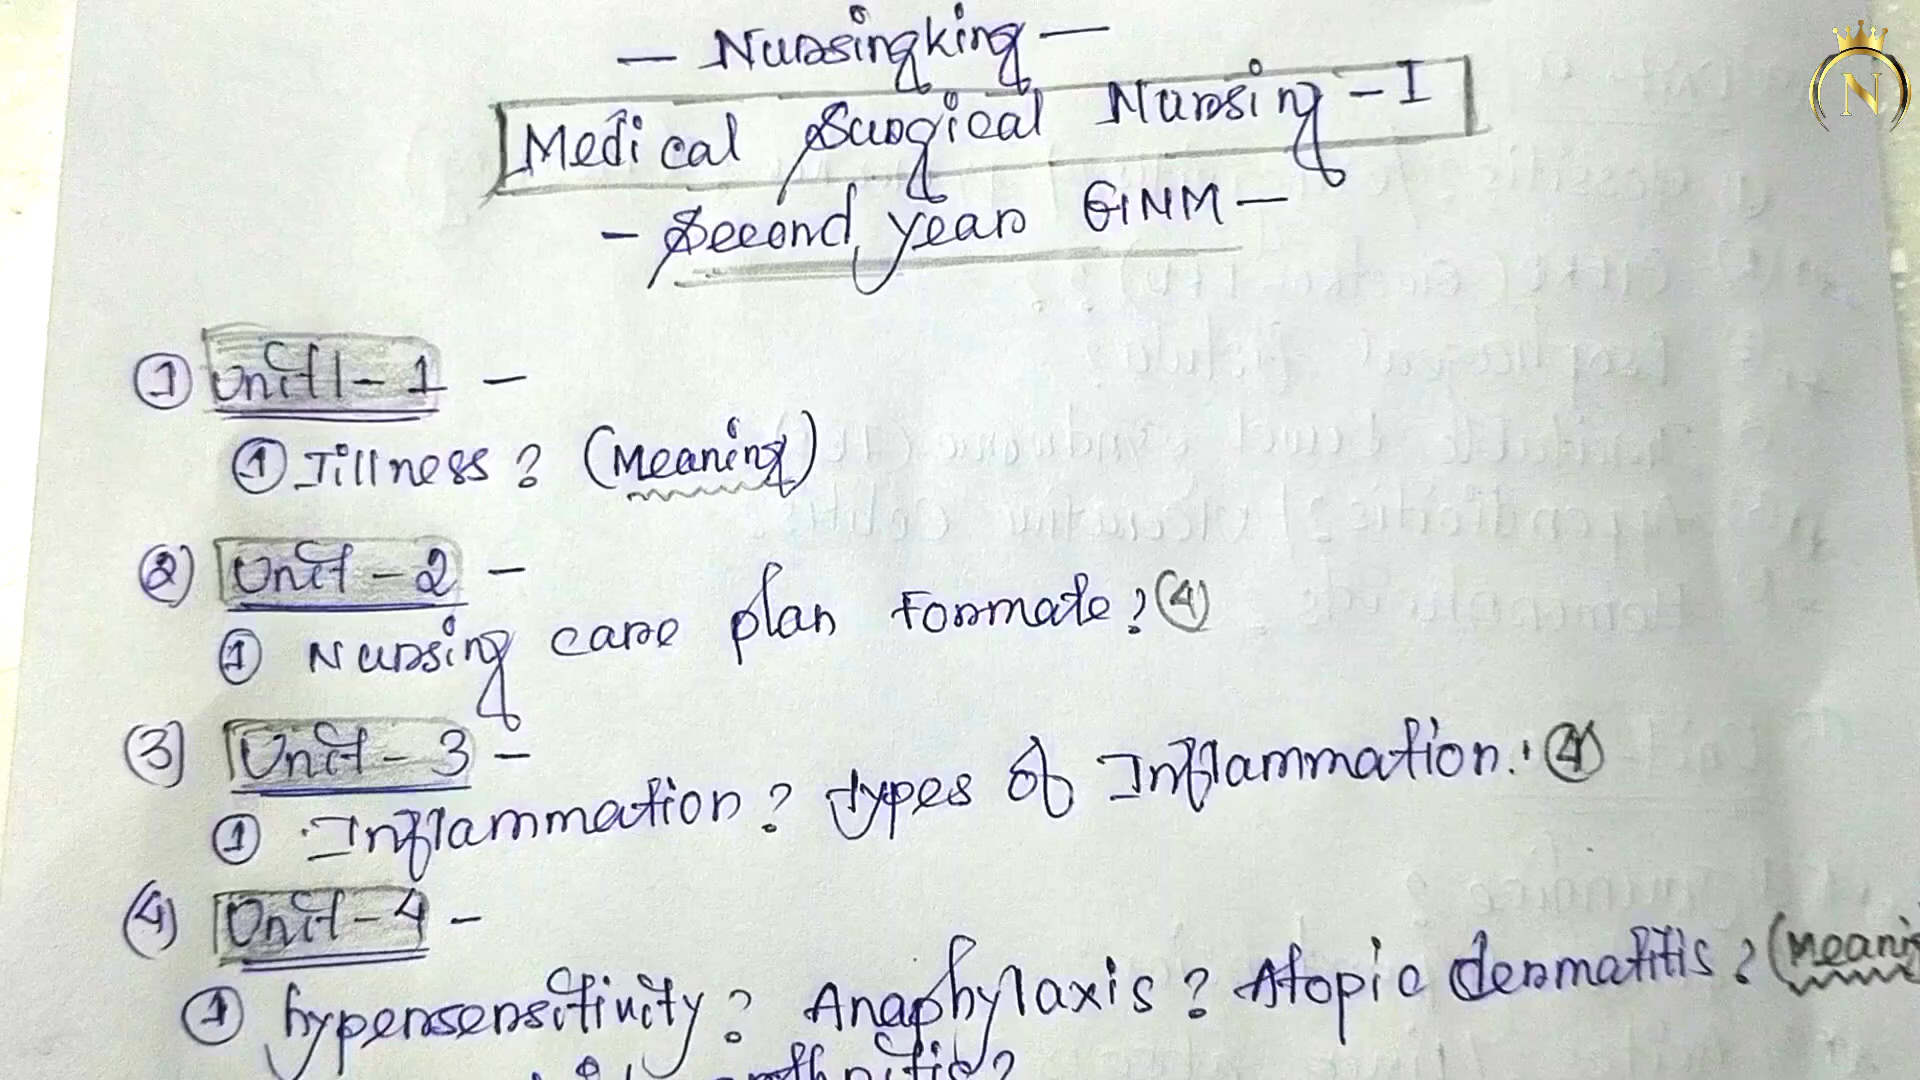 — Nursingking —
Medical Surgical Nursing - I
- Second year GNM —
① Unit - 1 —
① Illness ? (Meaning)
② Unit - 2 —
① Nursing care plan Formate ? ④
③ Unit - 3 —
① Inflammation ? types of Inflammation. ④
④ Unit - 4 —
① hypersensitivity ? Anaphylaxis ? Atopic dermatitis ? (Meani
N